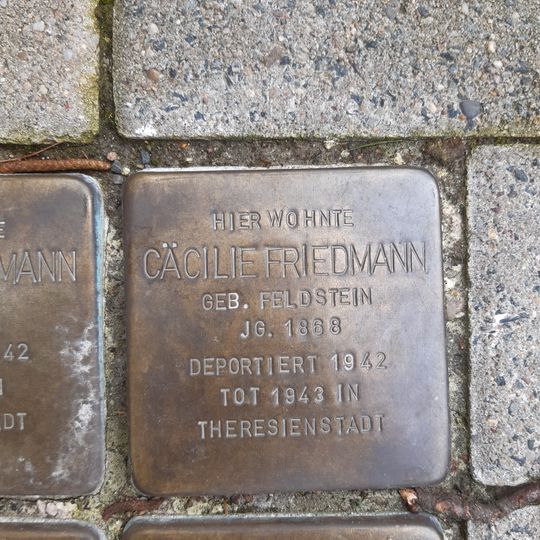 HIER WOHNTE
CÄCILIE FRIEDMANN
GEB. FELDSTEIN
JG. 1868
DEPORTIERT 1942
TOT 1943 IN
THERESIENSTADT